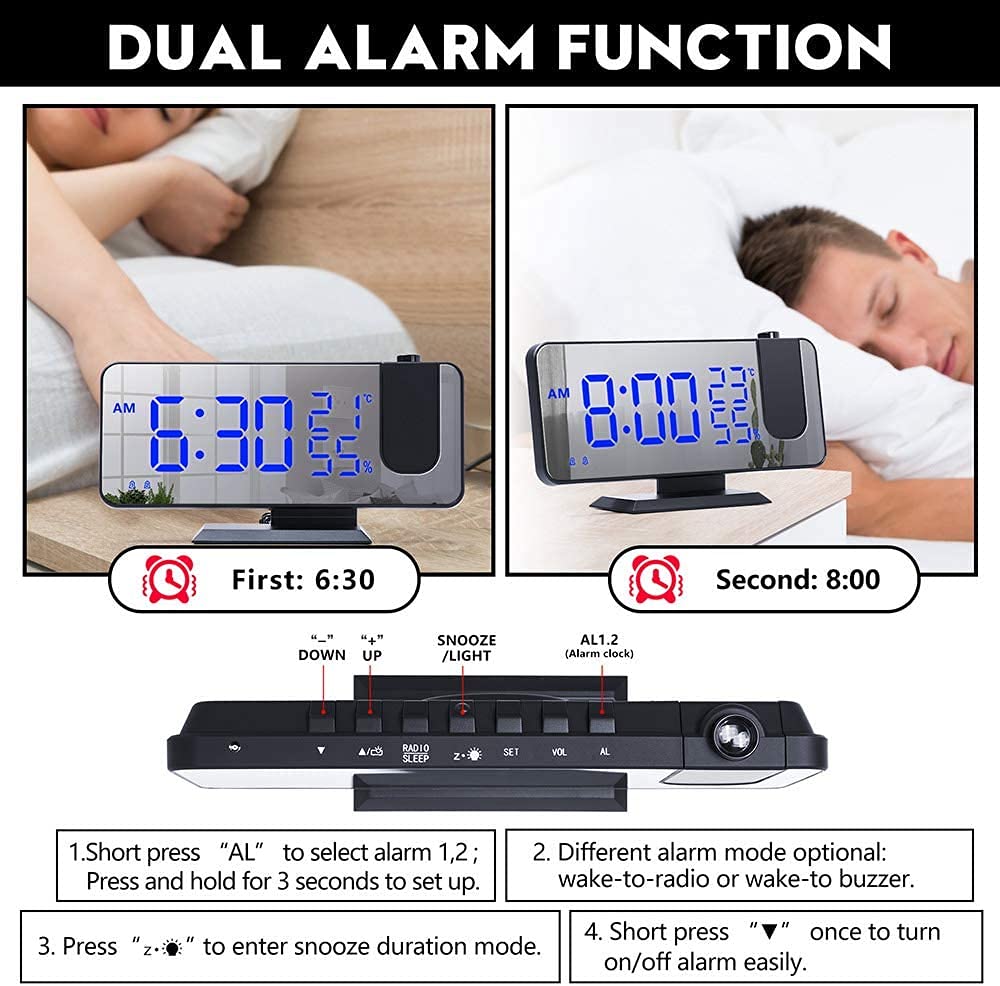 DUAL ALARM FUNCTION
AM 6:30 21 °C
55 %
AM 8:00 23 °C
55 %
First: 6:30
Second: 8:00
“−” “+” SNOOZE AL1.2
DOWN UP /LIGHT (Alarm clock)
▼ ▲/ RADIO SLEEP z SET VOL AL
1.Short press “AL” to select alarm 1,2 ;
Press and hold for 3 seconds to set up.
2. Different alarm mode optional:
wake-to-radio or wake-to buzzer.
3. Press “z” to enter snooze duration mode.
4. Short press “▼” once to turn
on/off alarm easily.